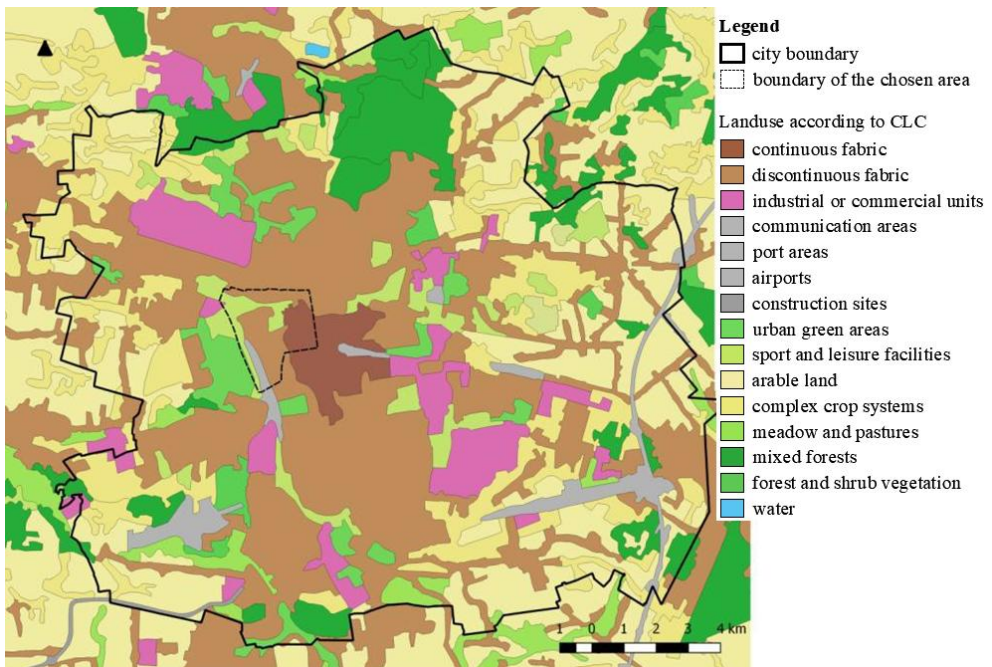 Legend
city boundary
boundary of the chosen area
Landuse according to CLC
continuous fabric
discontinuous fabric
industrial or commercial units
communication areas
port areas
airports
construction sites
urban green areas
sport and leisure facilities
arable land
complex crop systems
meadow and pastures
mixed forests
forest and shrub vegetation
water
1 0 1 2 3 4 km